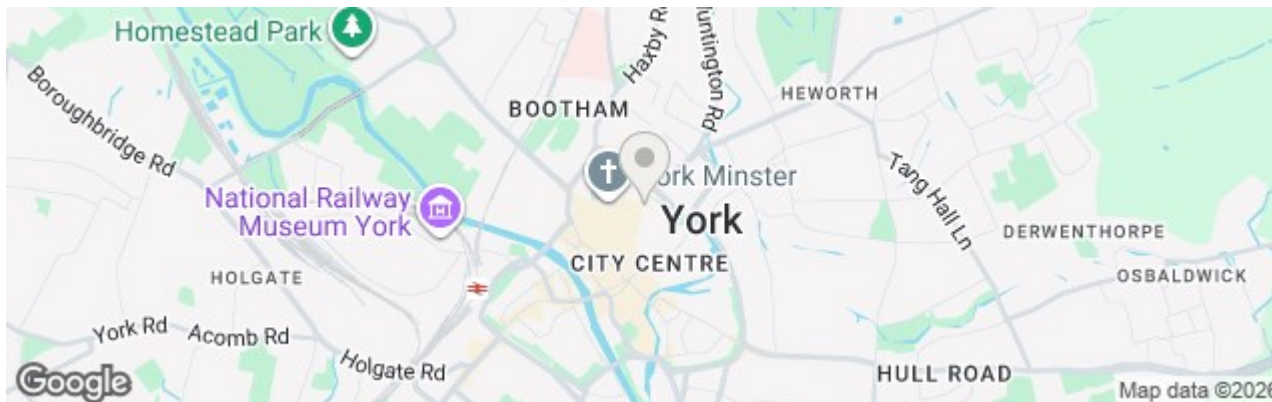 Homestead Park
Haxby R
Huntington Rd
Boroughbridge Rd
BOOTHAM
HEWORTH
Tang Hall Ln
ork Minster
National Railway
Museum York
York
DERWENTHORPE
CITY CENTRE
HOLGATE
OSBALDWICK
York Rd
Acomb Rd
Holgate Rd
HULL ROAD
Google
Map data ©2026